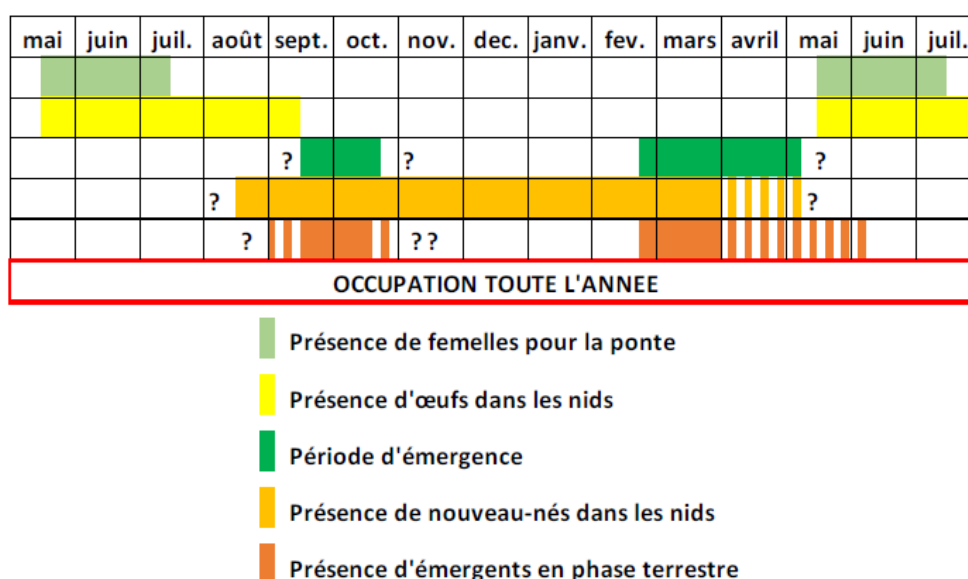 mai juin juil. août sept. oct. nov. dec. janv. fev. mars avril mai juin juil.
? ? ?
? ?
? ? ?
OCCUPATION TOUTE L'ANNEE
Présence de femelles pour la ponte
Présence d'œufs dans les nids
Période d'émergence
Présence de nouveau-nés dans les nids
Présence d'émergents en phase terrestre